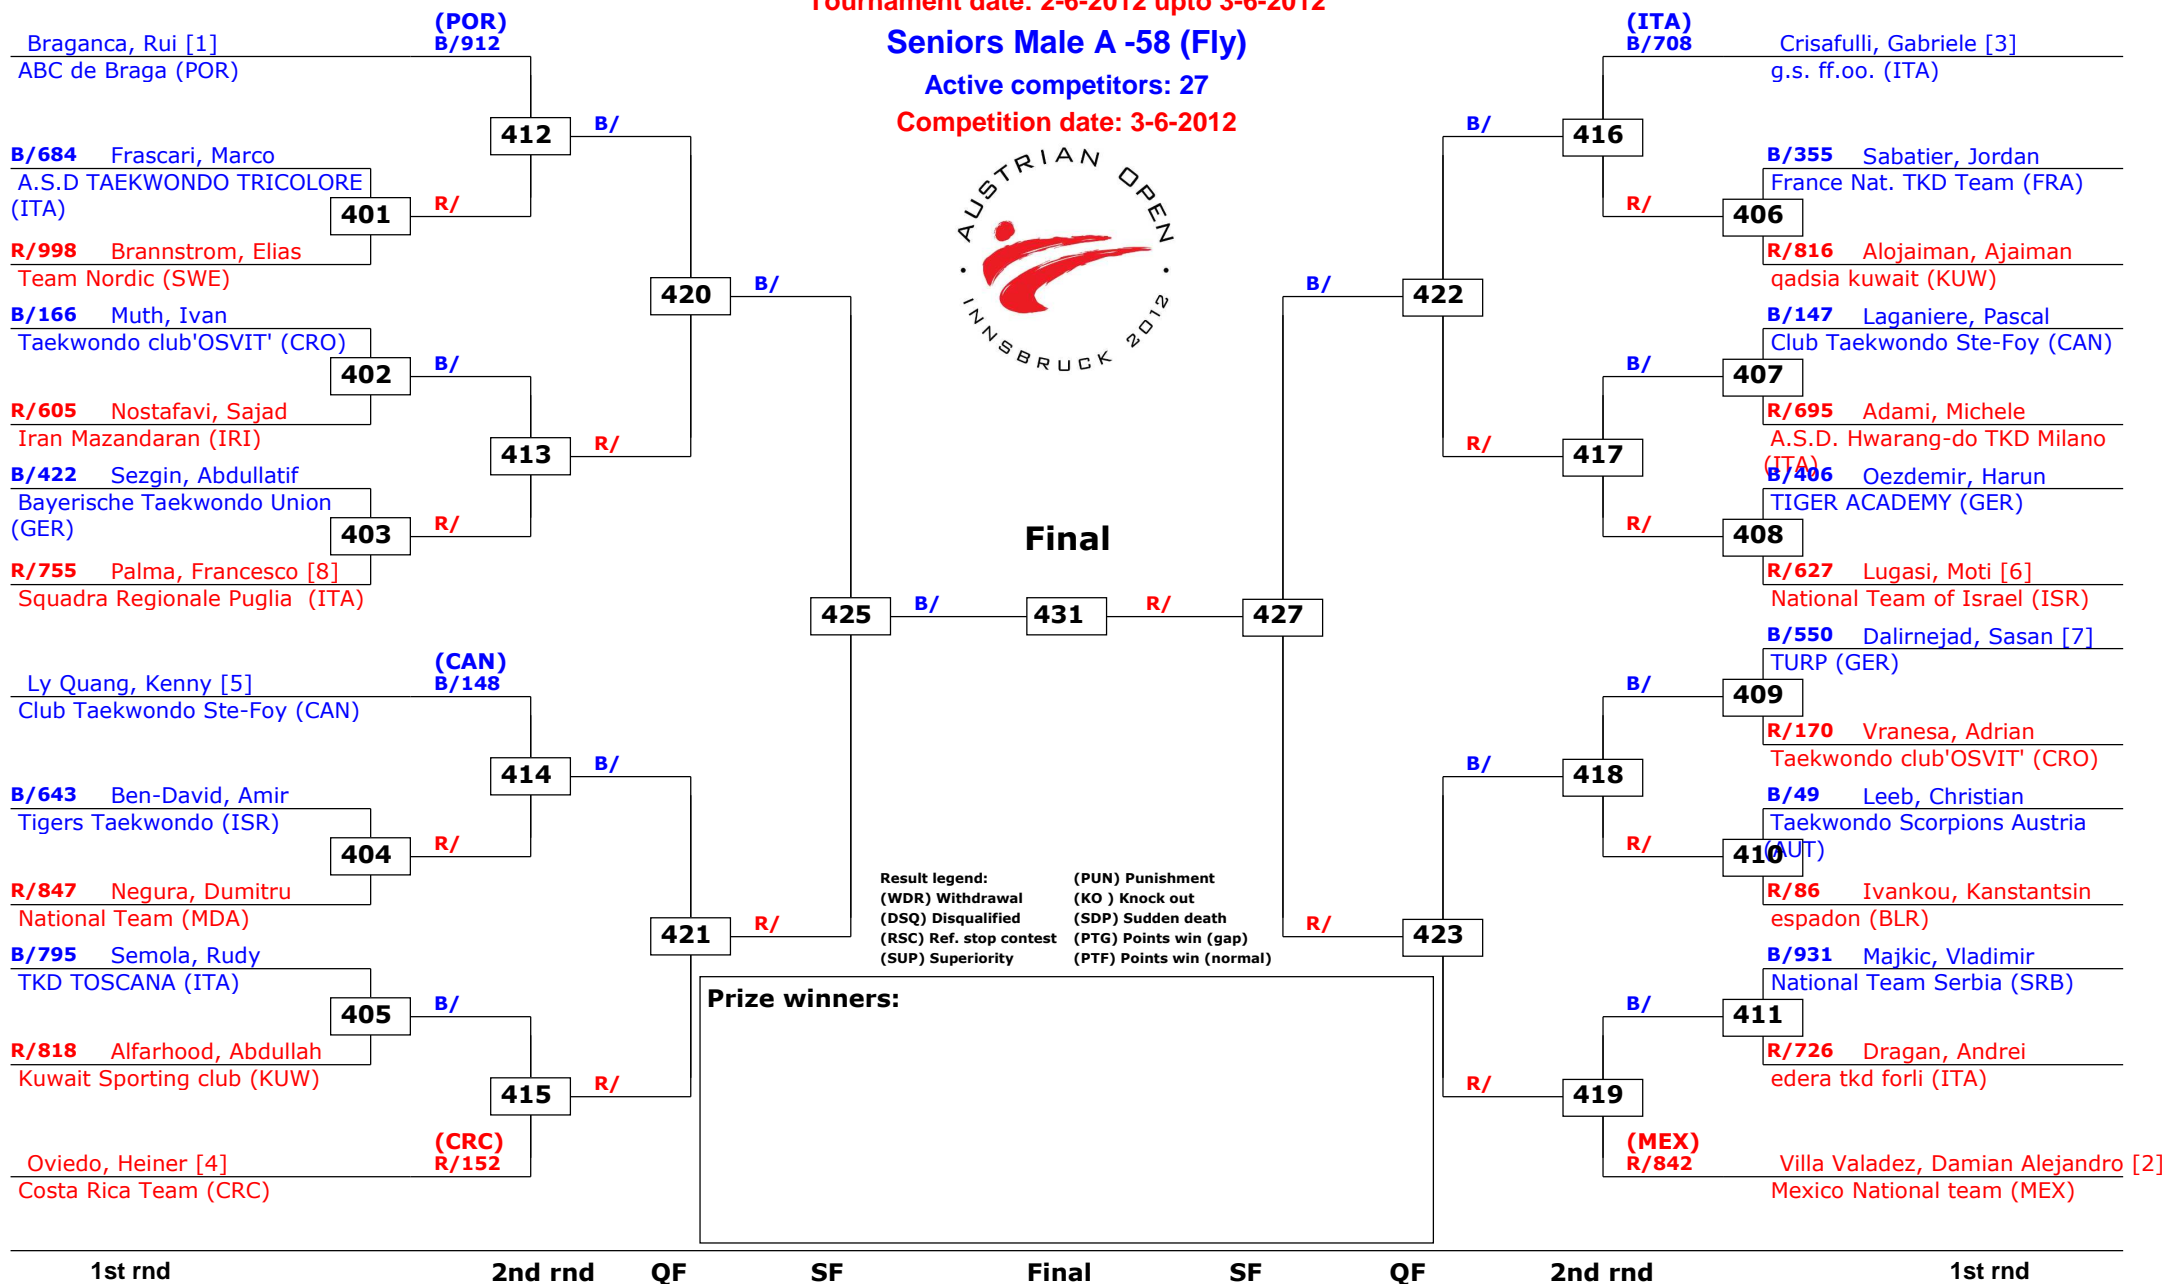 Tournament date: 2-6-2012 upto 3-6-2012
Seniors Male A -58 (Fly)
Active competitors: 27
Competition date: 3-6-2012
AUSTRIAN OPEN
· INNSBRUCK 2012 ·
(POR)
Braganca, Rui [1] B/912
ABC de Braga (POR)
412
B/
B/684 Frascari, Marco
A.S.D TAEKWONDO TRICOLORE
(ITA)
401
R/
R/998 Brannstrom, Elias
Team Nordic (SWE)
420
B/
B/166 Muth, Ivan
Taekwondo club'OSVIT' (CRO)
402
B/
R/605 Nostafavi, Sajad
Iran Mazandaran (IRI)
413
R/
B/422 Sezgin, Abdullatif
Bayerische Taekwondo Union
(GER)
403
R/
R/755 Palma, Francesco [8]
Squadra Regionale Puglia (ITA)
425
B/
Final
431
R/
427
(CAN)
Ly Quang, Kenny [5] B/148
Club Taekwondo Ste-Foy (CAN)
414
B/
B/643 Ben-David, Amir
Tigers Taekwondo (ISR)
404
R/
R/847 Negura, Dumitru
National Team (MDA)
421
R/
B/795 Semola, Rudy
TKD TOSCANA (ITA)
405
B/
R/818 Alfarhood, Abdullah
Kuwait Sporting club (KUW)
415
R/
(CRC)
Oviedo, Heiner [4] R/152
Costa Rica Team (CRC)
(ITA)
B/708 Crisafulli, Gabriele [3]
g.s. ff.oo. (ITA)
B/
416
B/355 Sabatier, Jordan
France Nat. TKD Team (FRA)
R/
406
R/816 Alojaiman, Ajaiman
qadsia kuwait (KUW)
B/
422
B/147 Laganiere, Pascal
Club Taekwondo Ste-Foy (CAN)
B/
407
R/695 Adami, Michele
A.S.D. Hwarang-do TKD Milano
(ITA)
R/
417
B/406 Oezdemir, Harun
TIGER ACADEMY (GER)
R/
408
R/627 Lugasi, Moti [6]
National Team of Israel (ISR)
B/550 Dalirnejad, Sasan [7]
TURP (GER)
B/
409
R/170 Vranesa, Adrian
Taekwondo club'OSVIT' (CRO)
B/
418
B/49 Leeb, Christian
Taekwondo Scorpions Austria
(AUT)
R/
410
R/86 Ivankou, Kanstantsin
espadon (BLR)
R/
423
B/931 Majkic, Vladimir
National Team Serbia (SRB)
B/
411
R/726 Dragan, Andrei
edera tkd forli (ITA)
R/
419
(MEX)
R/842 Villa Valadez, Damian Alejandro [2]
Mexico National team (MEX)
Result legend: (PUN) Punishment
(WDR) Withdrawal (KO ) Knock out
(DSQ) Disqualified (SDP) Sudden death
(RSC) Ref. stop contest (PTG) Points win (gap)
(SUP) Superiority (PTF) Points win (normal)
Prize winners:
1st rnd 2nd rnd QF SF Final SF QF 2nd rnd 1st rnd